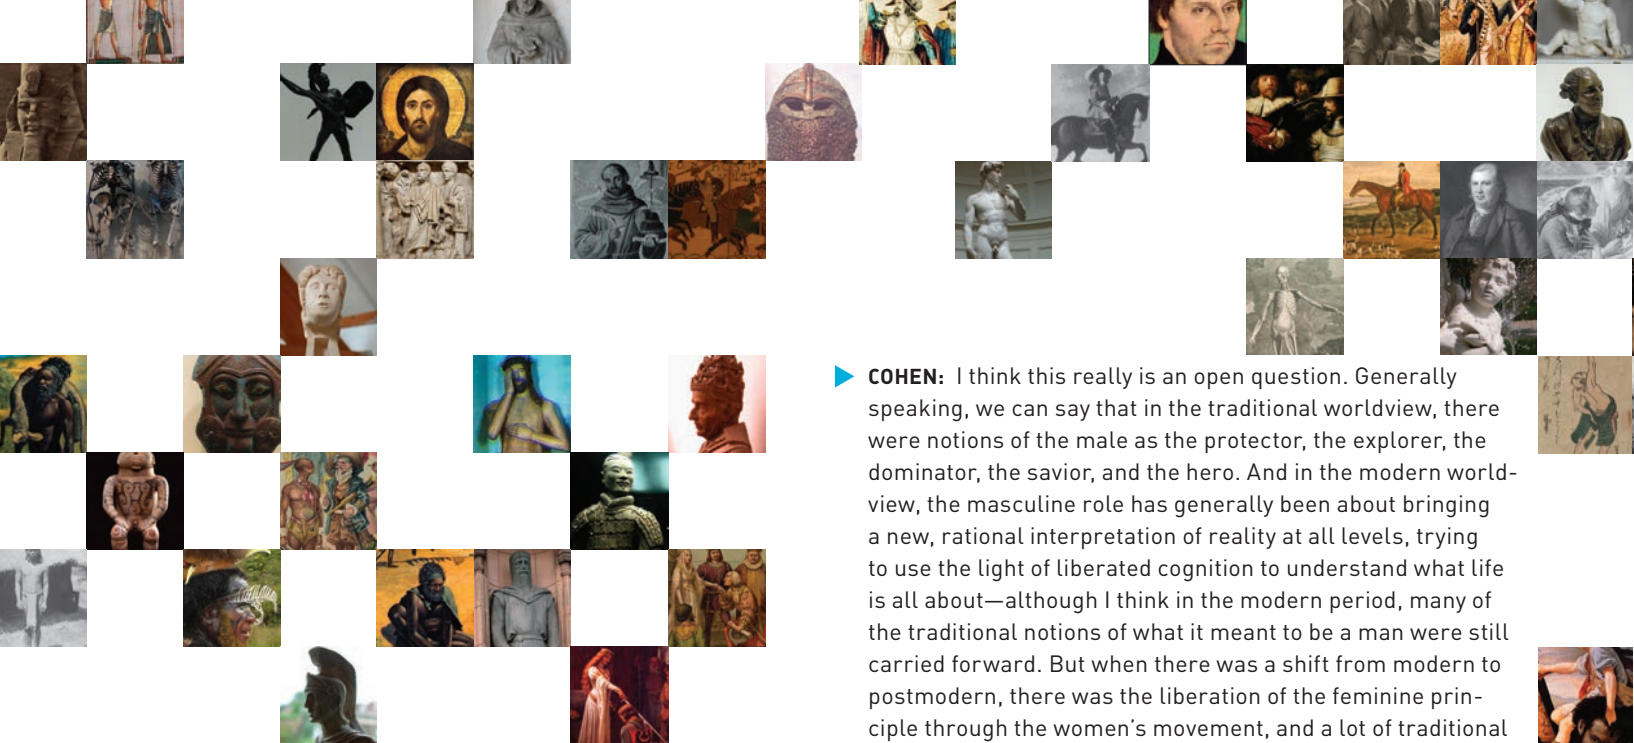 COHEN: I think this really is an open question. Generally
speaking, we can say that in the traditional worldview, there
were notions of the male as the protector, the explorer, the
dominator, the savior, and the hero. And in the modern world-
view, the masculine role has generally been about bringing
a new, rational interpretation of reality at all levels, trying
to use the light of liberated cognition to understand what life
is all about—although I think in the modern period, many of
the traditional notions of what it meant to be a man were still
carried forward. But when there was a shift from modern to
postmodern, there was the liberation of the feminine prin-
ciple through the women’s movement, and a lot of traditional